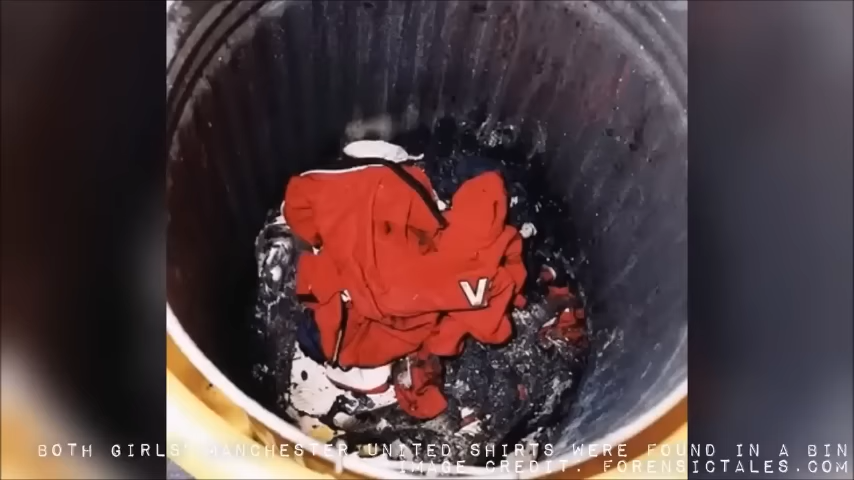 V
BOTH GIRLS' MANCHESTER UNITED SHIRTS WERE FOUND IN A BIN
IMAGE CREDIT: FORENSICTALES.COM